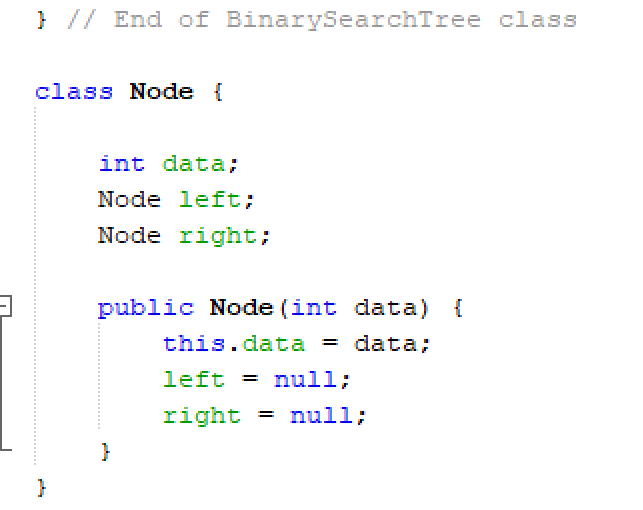 } // End of BinarySearchTree class
class Node {
int data;
Node left;
Node right;
public Node(int data) {
this.data = data;
left = null;
right = null;
}
}